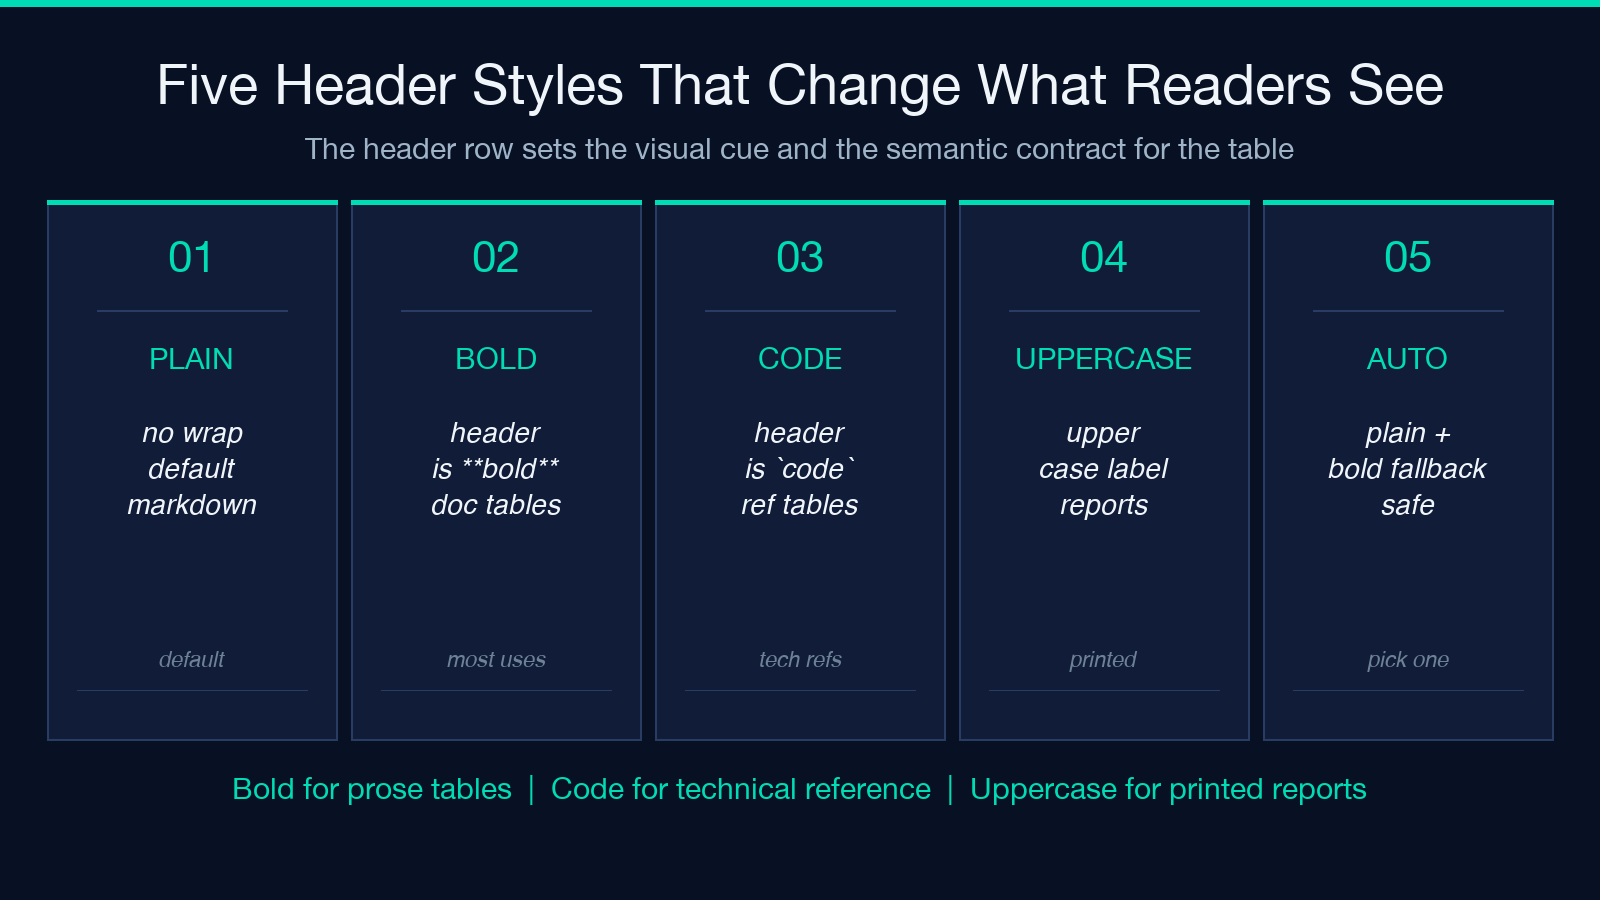 Five Header Styles That Change What Readers See
The header row sets the visual cue and the semantic contract for the table
01
PLAIN
no wrap
default
markdown
default
02
BOLD
header
is **bold**
doc tables
most uses
03
CODE
header
is `code`
ref tables
tech refs
04
UPPERCASE
upper
case label
reports
printed
05
AUTO
plain +
bold fallback
safe
pick one
Bold for prose tables | Code for technical reference | Uppercase for printed reports